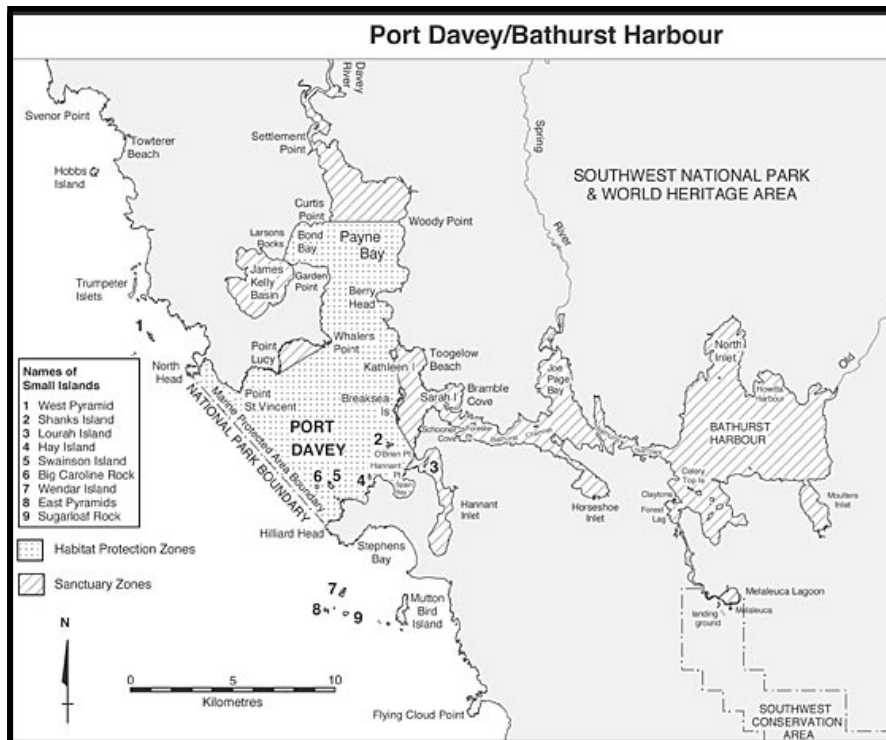 Port Davey/Bathurst Harbour
Davey
River
Svenor Point
Towterer
Beach
Settlement
Point
Spring
River
SOUTHWEST NATIONAL PARK
& WORLD HERITAGE AREA
Hobbs
Island
Curtis
Point
Woody Point
Larsons
Rocks
Bond
Bay
Payne
Bay
James
Kelly
Basin
Garden
Point
Trumpeter
Islets
Berry
Head
1
Whalers
Point
Point
Lucy
North
Head
Kathleen I
Toogelow
Beach
Joe
Page
Bay
North
Inlet
Old
Howitts
Harbour
Point
St Vincent
Breaksea
Is
Sarah I
Bramble
Cove
Names of
Small Islands
1 West Pyramid
2 Shanks Island
3 Lourah Island
4 Hay Island
5 Swainson Island
6 Big Caroline Rock
7 Wendar Island
8 East Pyramids
9 Sugarloaf Rock
Marine Protected Area Boundary
NATIONAL PARK BOUNDARY
PORT
DAVEY
2
O'Brien Pt
Schooner
Cove
Bathurst
Channel
BATHURST
HARBOUR
Hannant
Pt
3
6
5
4
Spain
Bay
Celery
Top Is
Claytons
Forest
Lag
Moulters
Inlet
Hannant
Inlet
Horseshoe
Inlet
Hilliard Head
Stephens
Bay
Habitat Protection Zones
Sanctuary Zones
7
8
9
Mutton
Bird
Island
Melaleuca Lagoon
Melaleuca
landing
ground
N
0
5
10
Kilometres
Flying Cloud Point
SOUTHWEST
CONSERVATION
AREA